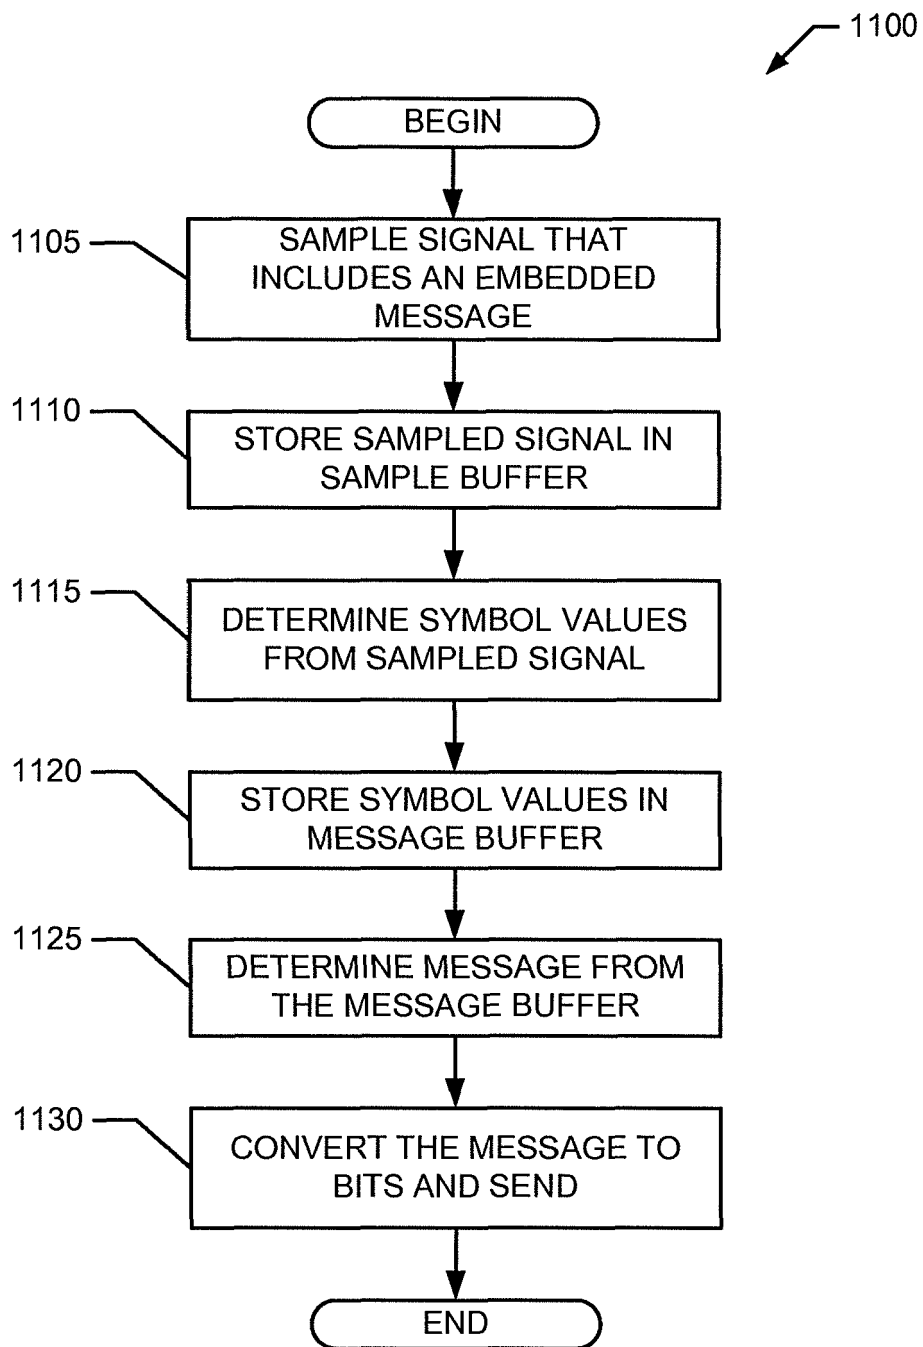 1100
BEGIN
1105
SAMPLE SIGNAL THAT
INCLUDES AN EMBEDDED
MESSAGE
1110
STORE SAMPLED SIGNAL IN
SAMPLE BUFFER
1115
DETERMINE SYMBOL VALUES
FROM SAMPLED SIGNAL
1120
STORE SYMBOL VALUES IN
MESSAGE BUFFER
1125
DETERMINE MESSAGE FROM
THE MESSAGE BUFFER
1130
CONVERT THE MESSAGE TO
BITS AND SEND
END